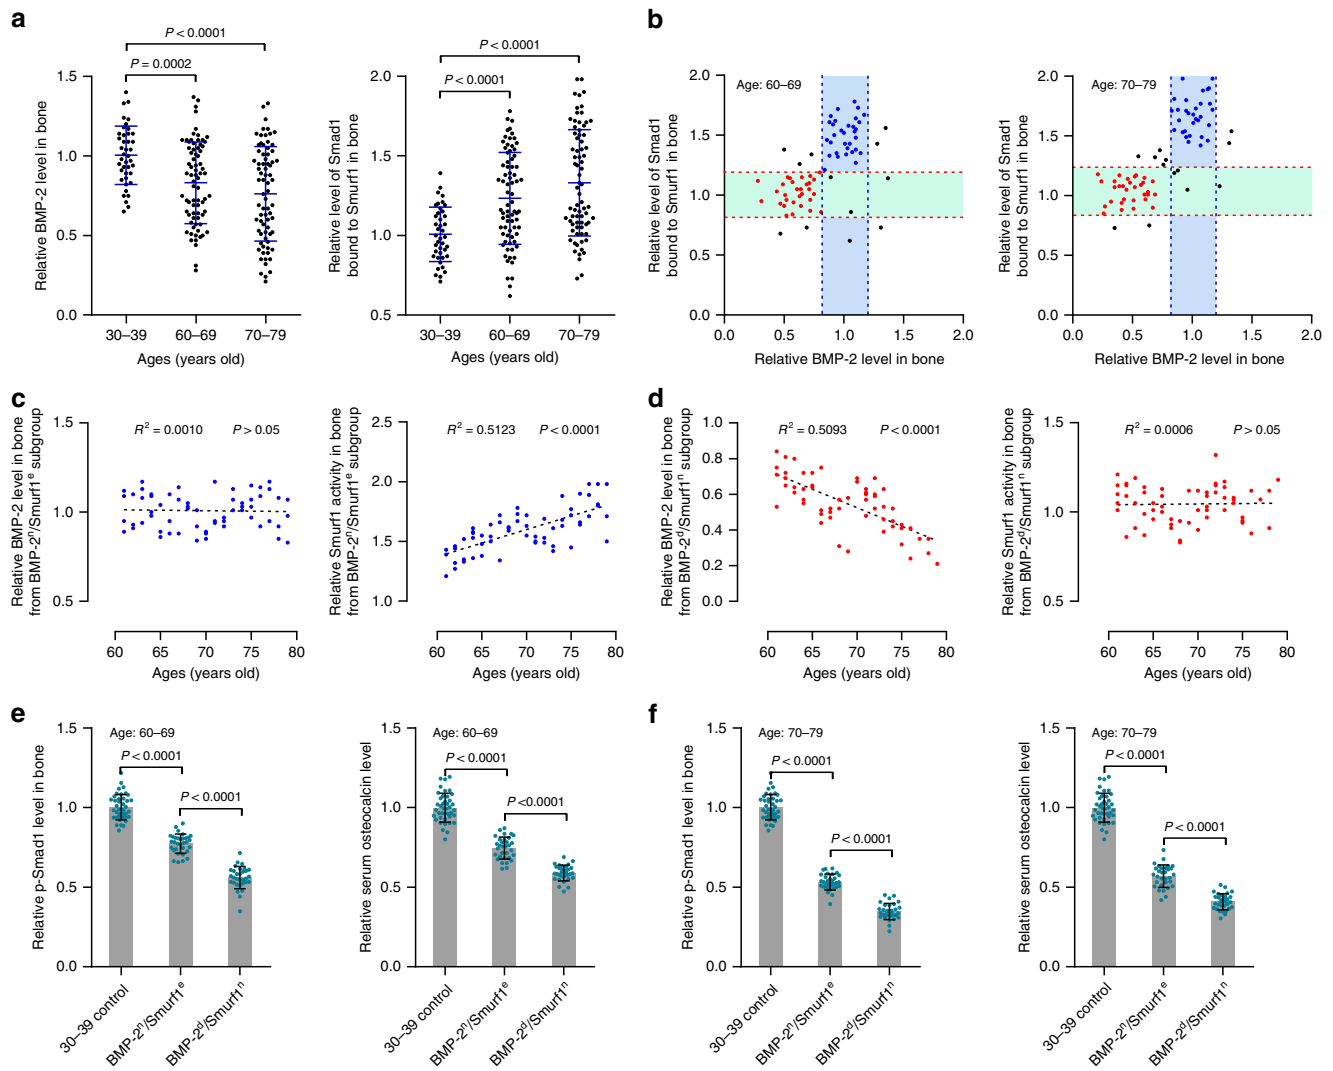 a
P < 0.0001
P = 0.0002
Relative BMP-2 level in bone
1.5
1.0
0.5
0.0
30–39
60–69
70–79
Ages (years old)
P < 0.0001
P < 0.0001
Relative level of Smad1
bound to Smurf1 in bone
2.0
1.5
1.0
0.5
30–39
60–69
70–79
Ages (years old)
b
Age: 60–69
Relative level of Smad1
bound to Smurf1 in bone
2.0
1.5
1.0
0.5
0.0
0.0
0.5
1.0
1.5
2.0
Relative BMP-2 level in bone
Age: 70–79
Relative level of Smad1
bound to Smurf1 in bone
2.0
1.5
1.0
0.5
0.0
0.0
0.5
1.0
1.5
2.0
Relative BMP-2 level in bone
c
Relative BMP-2 level in bone
from BMP-2ⁿ/Smurf1ᵉ subgroup
1.5
1.0
0.5
R² = 0.0010
P > 0.05
60
65
70
75
80
Ages (years old)
Relative Smurf1 activity in bone
from BMP-2ⁿ/Smurf1ᵉ subgroup
2.5
2.0
1.5
1.0
R² = 0.5123
P < 0.0001
60
65
70
75
80
Ages (years old)
d
Relative BMP-2 level in bone
from BMP-2ᵈ/Smurf1ⁿ subgroup
1.0
0.8
0.6
0.4
0.2
0.0
R² = 0.5093
P < 0.0001
60
65
70
75
80
Ages (years old)
Relative Smurf1 activity in bone
from BMP-2ᵈ/Smurf1ⁿ subgroup
1.5
1.0
0.5
R² = 0.0006
P > 0.05
60
65
70
75
80
Ages (years old)
e
Age: 60–69
P < 0.0001
P < 0.0001
Relative p-Smad1 level in bone
1.5
1.0
0.5
0.0
30–39 control
BMP-2ⁿ/Smurf1ᵉ
BMP-2ᵈ/Smurf1ⁿ
Age: 60–69
P < 0.0001
P <0.0001
Relative serum osteocalcin level
1.5
1.0
0.5
0.0
30–39 control
BMP-2ⁿ/Smurf1ᵉ
BMP-2ᵈ/Smurf1ⁿ
f
Age: 70–79
P < 0.0001
P < 0.0001
Relative p-Smad1 level in bone
1.5
1.0
0.5
0.0
30–39 control
BMP-2ⁿ/Smurf1ᵉ
BMP-2ᵈ/Smurf1ⁿ
Age: 70–79
P < 0.0001
P < 0.0001
Relative serum osteocalcin level
1.5
1.0
0.5
0.0
30–39 control
BMP-2ⁿ/Smurf1ᵉ
BMP-2ᵈ/Smurf1ⁿ